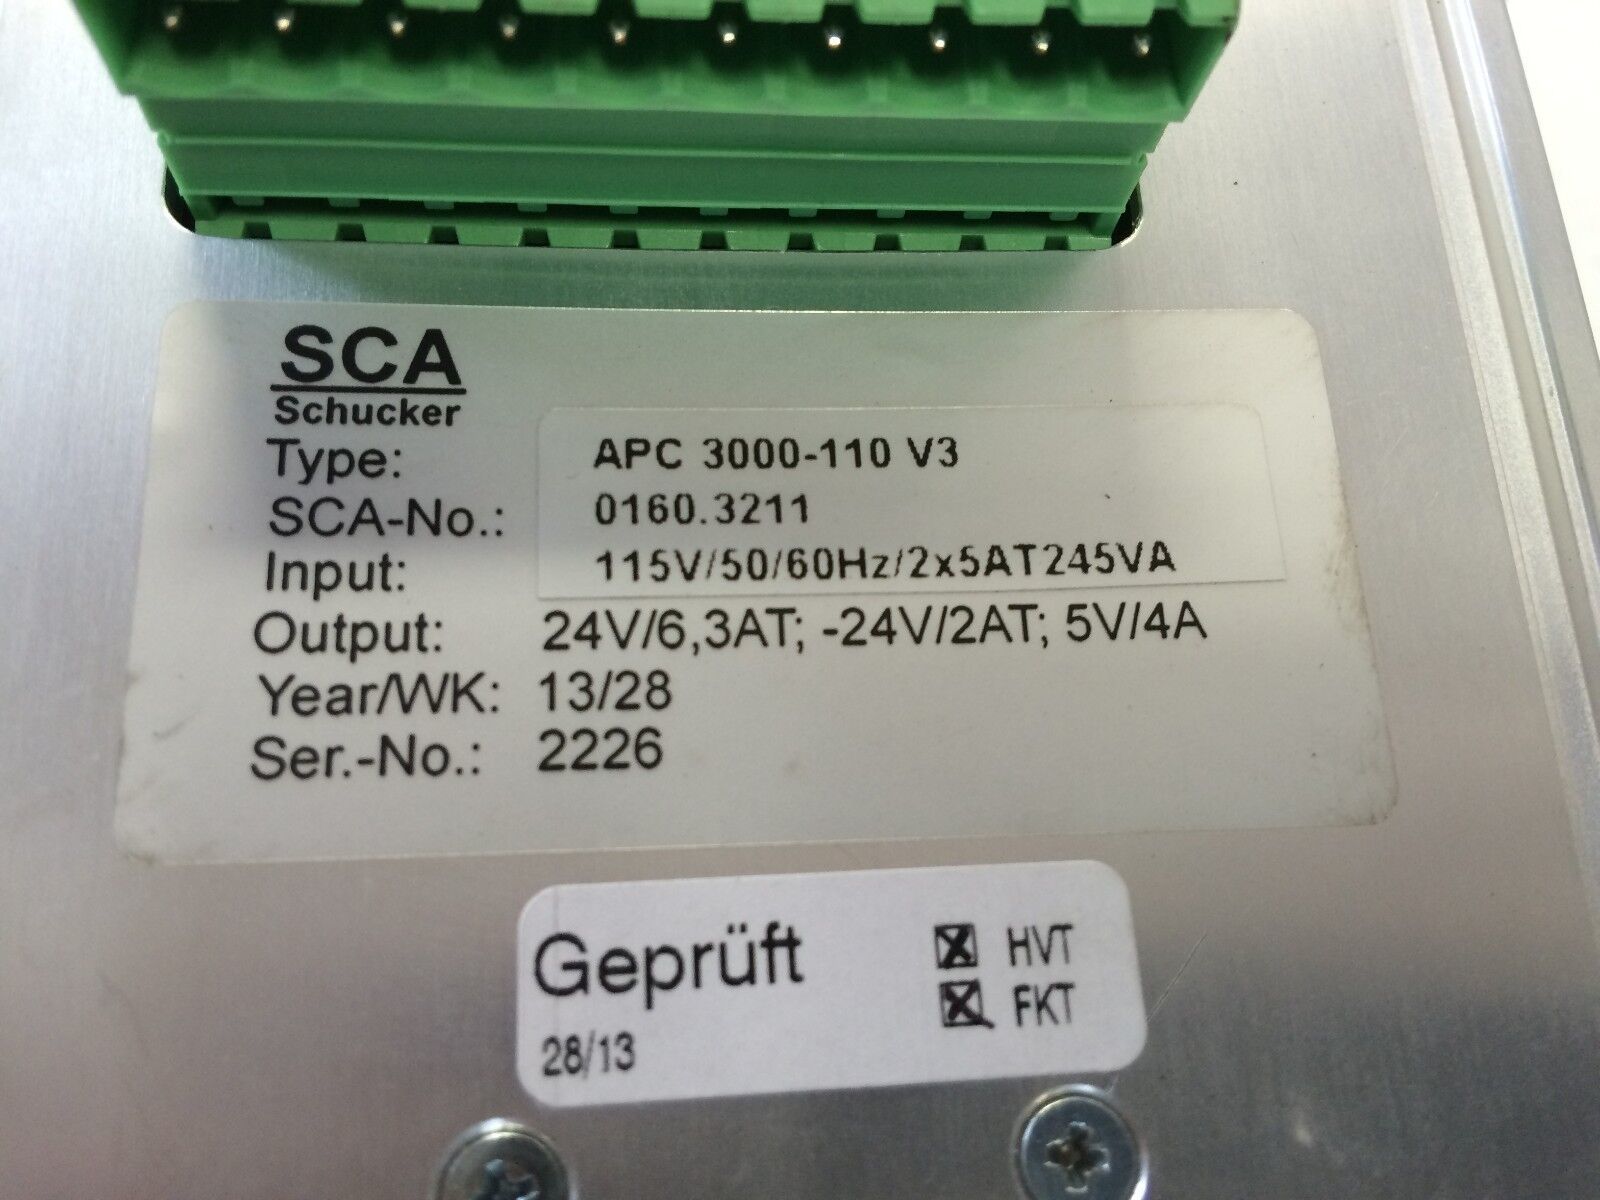 SCA
Schucker
Type: APC 3000-110 V3
SCA-No.: 0160.3211
Input: 115V/50/60Hz/2x5AT245VA
Output: 24V/6,3AT; -24V/2AT; 5V/4A
Year/WK: 13/28
Ser.-No.: 2226
Geprüft ☒ HVT
☒ FKT
28/13